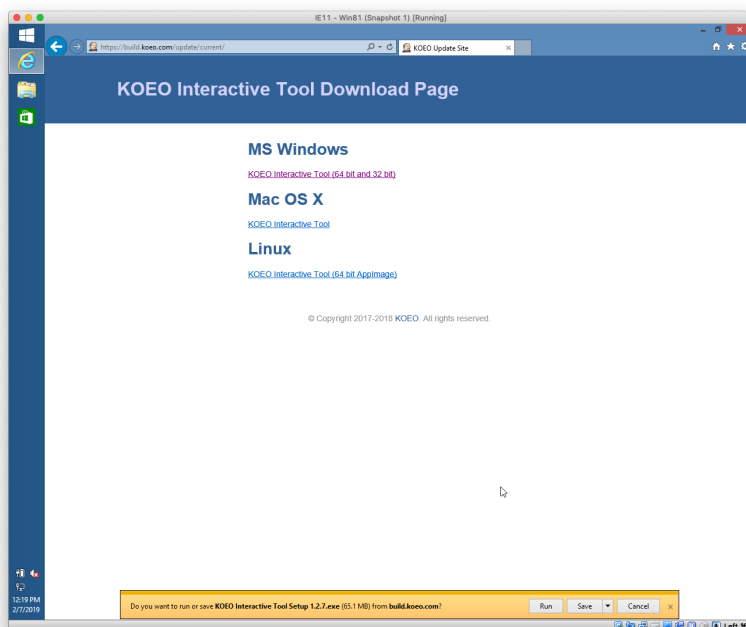 IE11 - Win81 (Snapshot 1) [Running]
https://build.koeo.com/update/current/
KOEO Update Site
KOEO Interactive Tool Download Page
MS Windows
KOEO Interactive Tool (64 bit and 32 bit)
Mac OS X
KOEO Interactive Tool
Linux
KOEO Interactive Tool (64 bit AppImage)
© Copyright 2017-2018 KOEO. All rights reserved.
12:19 PM
2/7/2019
Do you want to run or save KOEO Interactive Tool Setup 1.2.7.exe (65.1 MB) from build.koeo.com?
Run Save Cancel
Left ⌘